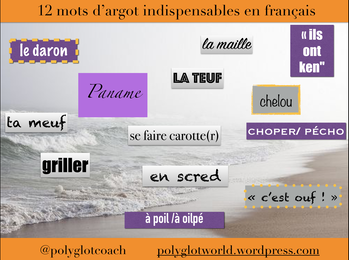 12 mots d'argot indispensables en français
le daron
la maille
« ils
ont
ken"
LA TEUF
Paname
chelou
ta meuf
CHOPER/ PÉCHO
se faire carotte(r)
griller
en scred
« c'est ouf ! »
à poil /à oilpé
@polyglotcoach
polyglotworld.wordpress.com